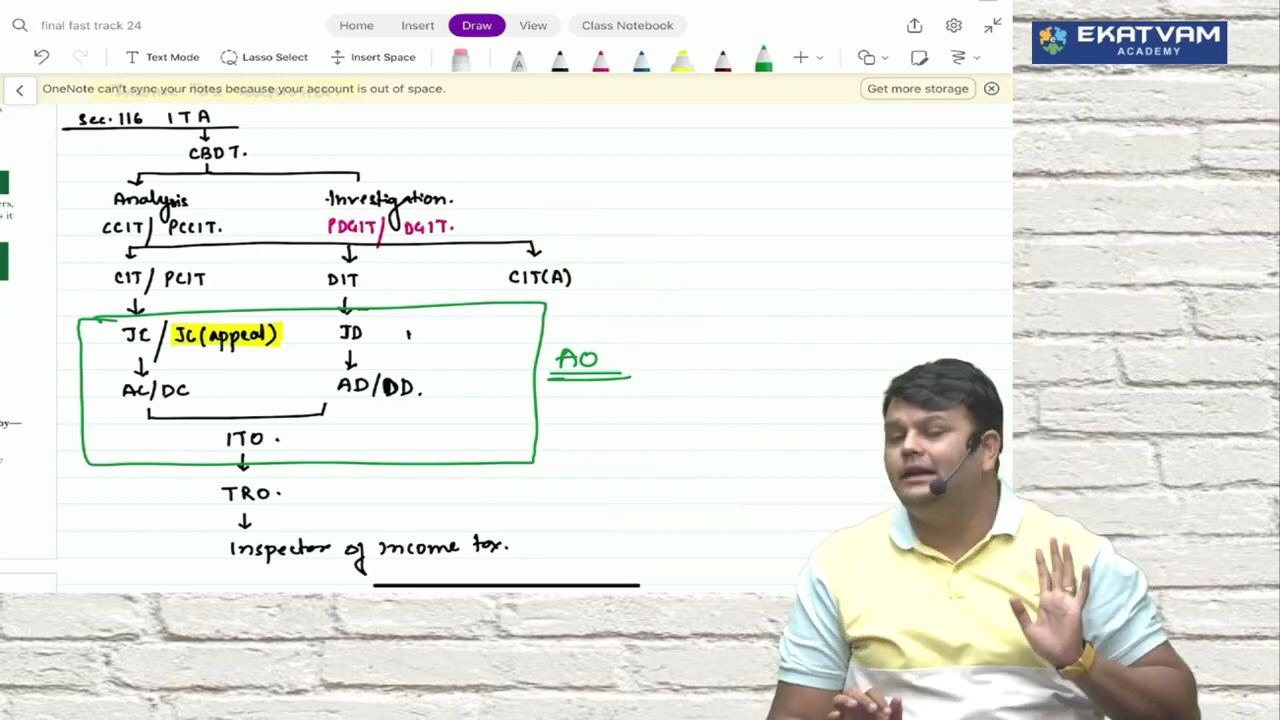 final fast track 24
Home Insert Draw View Class Notebook
EKATVAM
ACADEMY
Text Mode Lasso Select Insert Space
OneNote can't sync your notes because your account is out of space. Get more storage
Sec. 116 ITA
CBDT.
Analysis Investigation.
CCIT / PCCIT. PDGIT / DGIT.
CIT / PCIT DIT CIT(A)
JC / JC (appeal) JD
AO
AC/DC AD/DD.
ITO.
TRO.
Inspector of income tax.
ers,
s it
by—